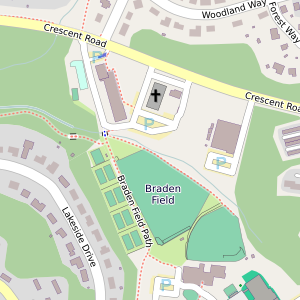 Woodland Way
Forest Way
Crescent Road
Crescent Road
P
P
Braden
Field
Braden Field Path
Lakeside Drive
P